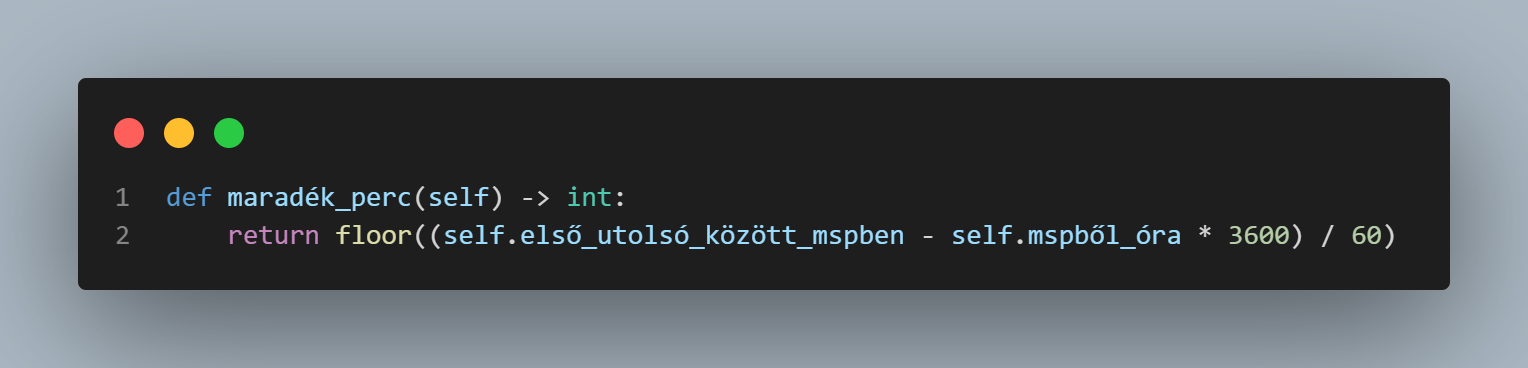 1 def maradék_perc(self) -> int:
2     return floor((self.első_utolsó_között_mspben - self.mspből_óra * 3600) / 60)